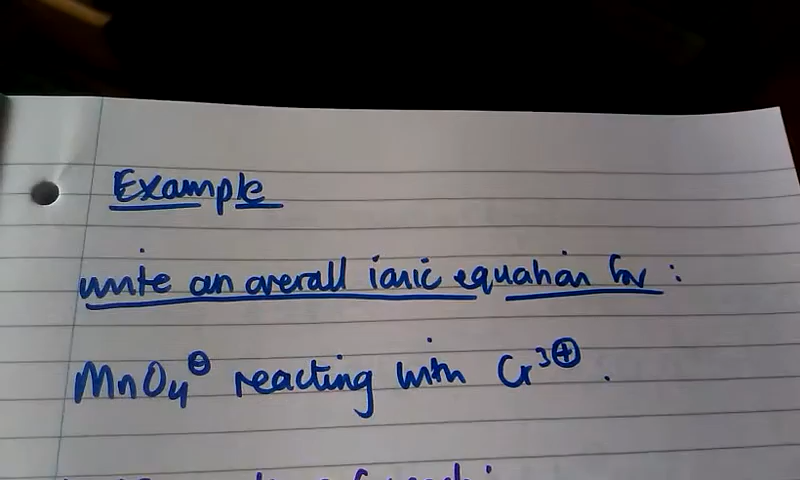 Example
write an overall ionic equation for :
MnO4⊖ reacting with Cr3⊕ .